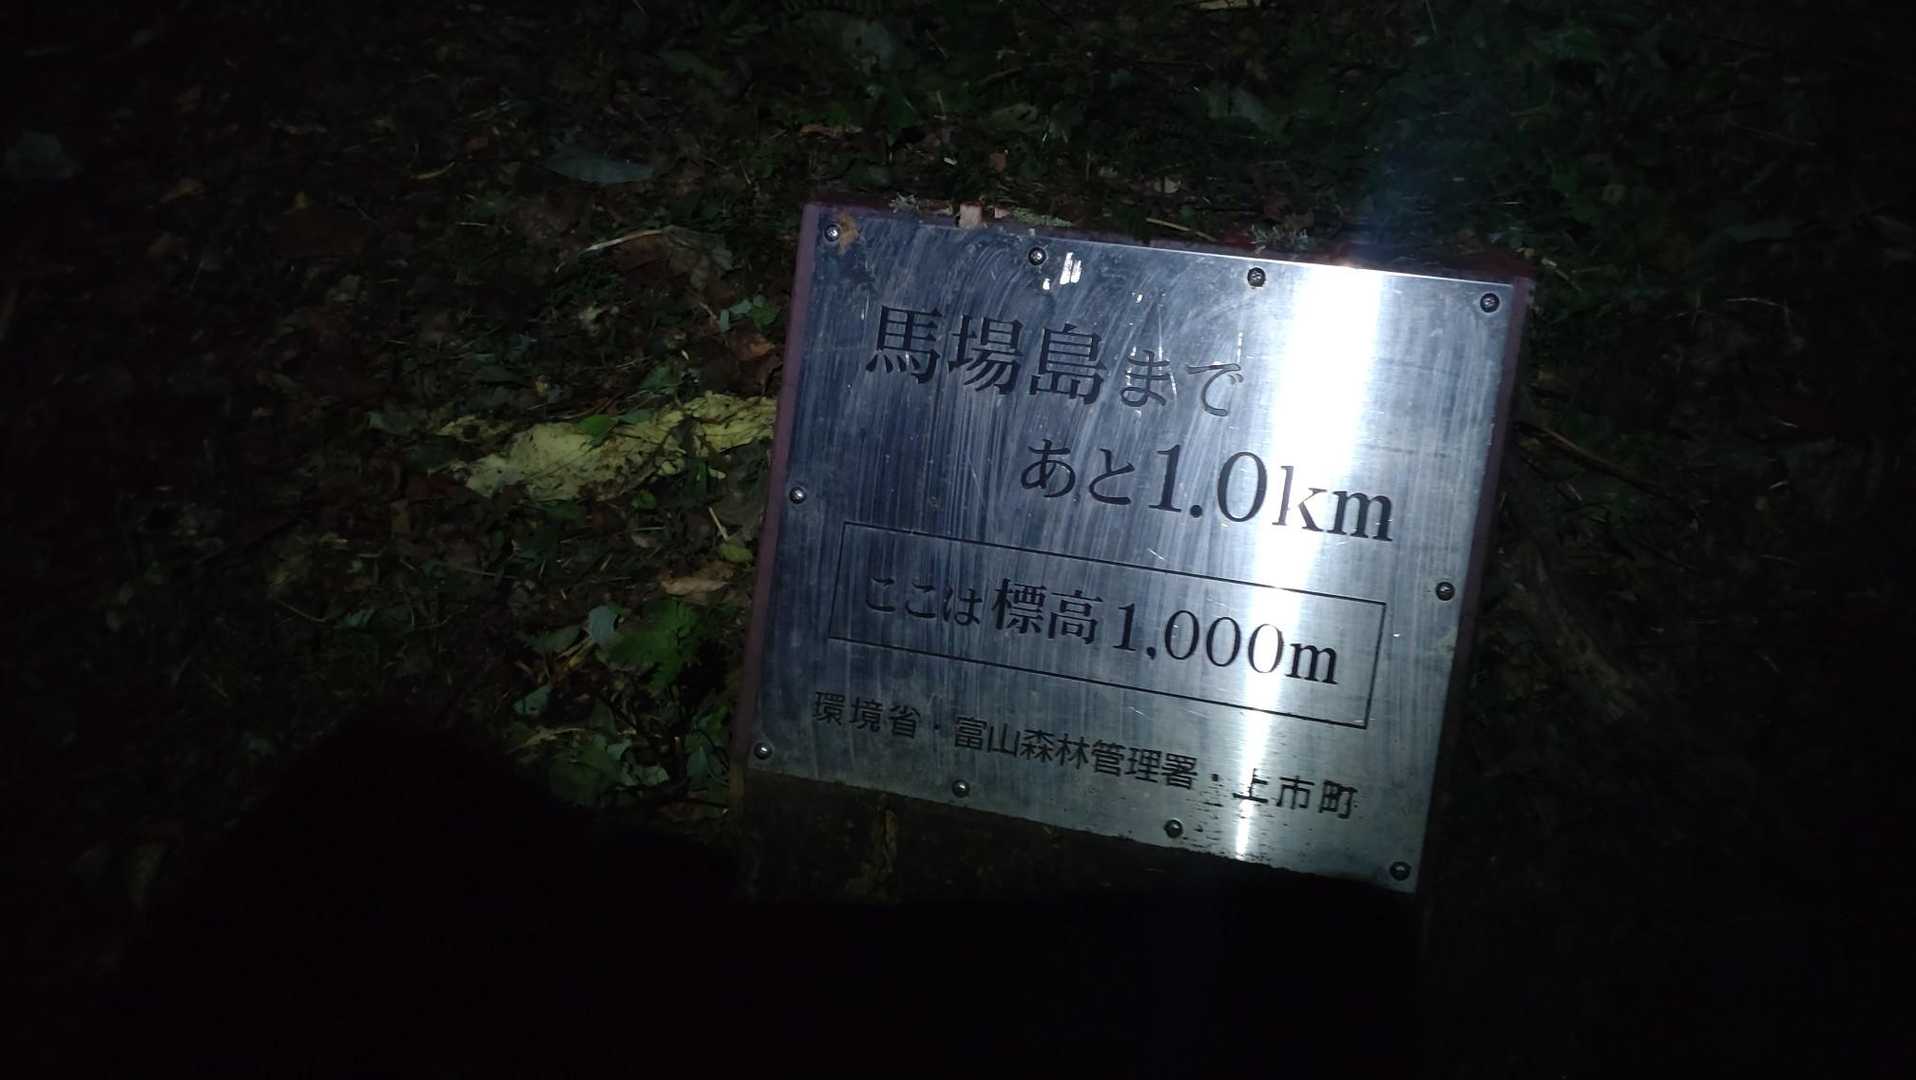 馬場島まで
あと1.0km
ここは標高1,000m
環境省・富山森林管理署・上市町